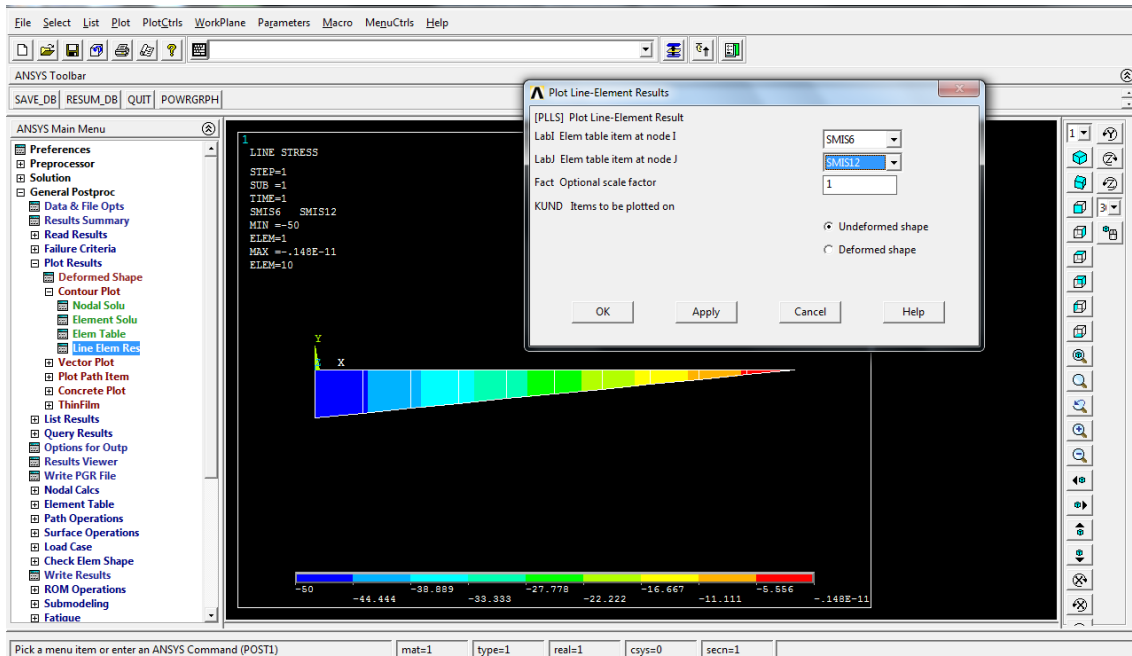 File Select List Plot PlotCtrls WorkPlane Parameters Macro MenuCtrls Help
ANSYS Toolbar
SAVE_DB RESUM_DB QUIT POWRGRPH
ANSYS Main Menu
Preferences
Preprocessor
Solution
General Postproc
Data & File Opts
Results Summary
Read Results
Failure Criteria
Plot Results
Deformed Shape
Contour Plot
Nodal Solu
Element Solu
Elem Table
Line Elem Res
Vector Plot
Plot Path Item
Concrete Plot
ThinFilm
List Results
Query Results
Options for Outp
Results Viewer
Write PGR File
Nodal Calcs
Element Table
Path Operations
Surface Operations
Load Case
Check Elem Shape
Write Results
ROM Operations
Submodeling
Fatigue
1
LINE STRESS
STEP=1
SUB =1
TIME=1
SMIS6 SMIS12
MIN =-50
ELEM=1
MAX =-.148E-11
ELEM=10
Y
X
-50 -38.889 -27.778 -16.667 -5.556
-44.444 -33.333 -22.222 -11.111 -.148E-11
Plot Line-Element Results
[PLLS] Plot Line-Element Result
LabI Elem table item at node I SMIS6
LabJ Elem table item at node J SMIS12
Fact Optional scale factor 1
KUND Items to be plotted on
Undeformed shape
Deformed shape
OK Apply Cancel Help
1
Pick a menu item or enter an ANSYS Command (POST1) mat=1 type=1 real=1 csys=0 secn=1